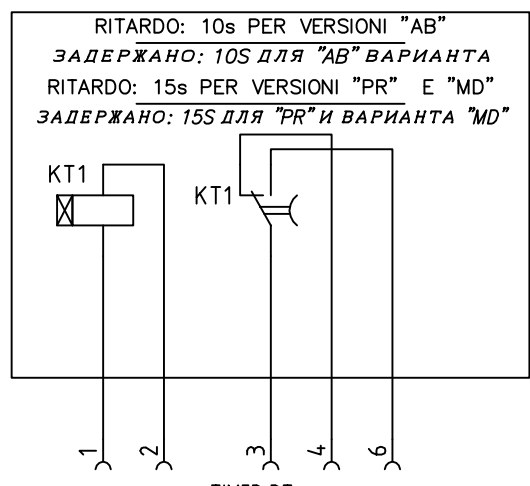 RITARDO: 10s PER VERSIONI "AB"
ЗАДЕРЖАНО: 10S ДЛЯ "AB" ВАРИАНТА
RITARDO: 15s PER VERSIONI "PR" E "MD"
ЗАДЕРЖАНО: 15S ДЛЯ "PR" И ВАРИАНТА "MD"
KT1
KT1
1 2 3 4 6